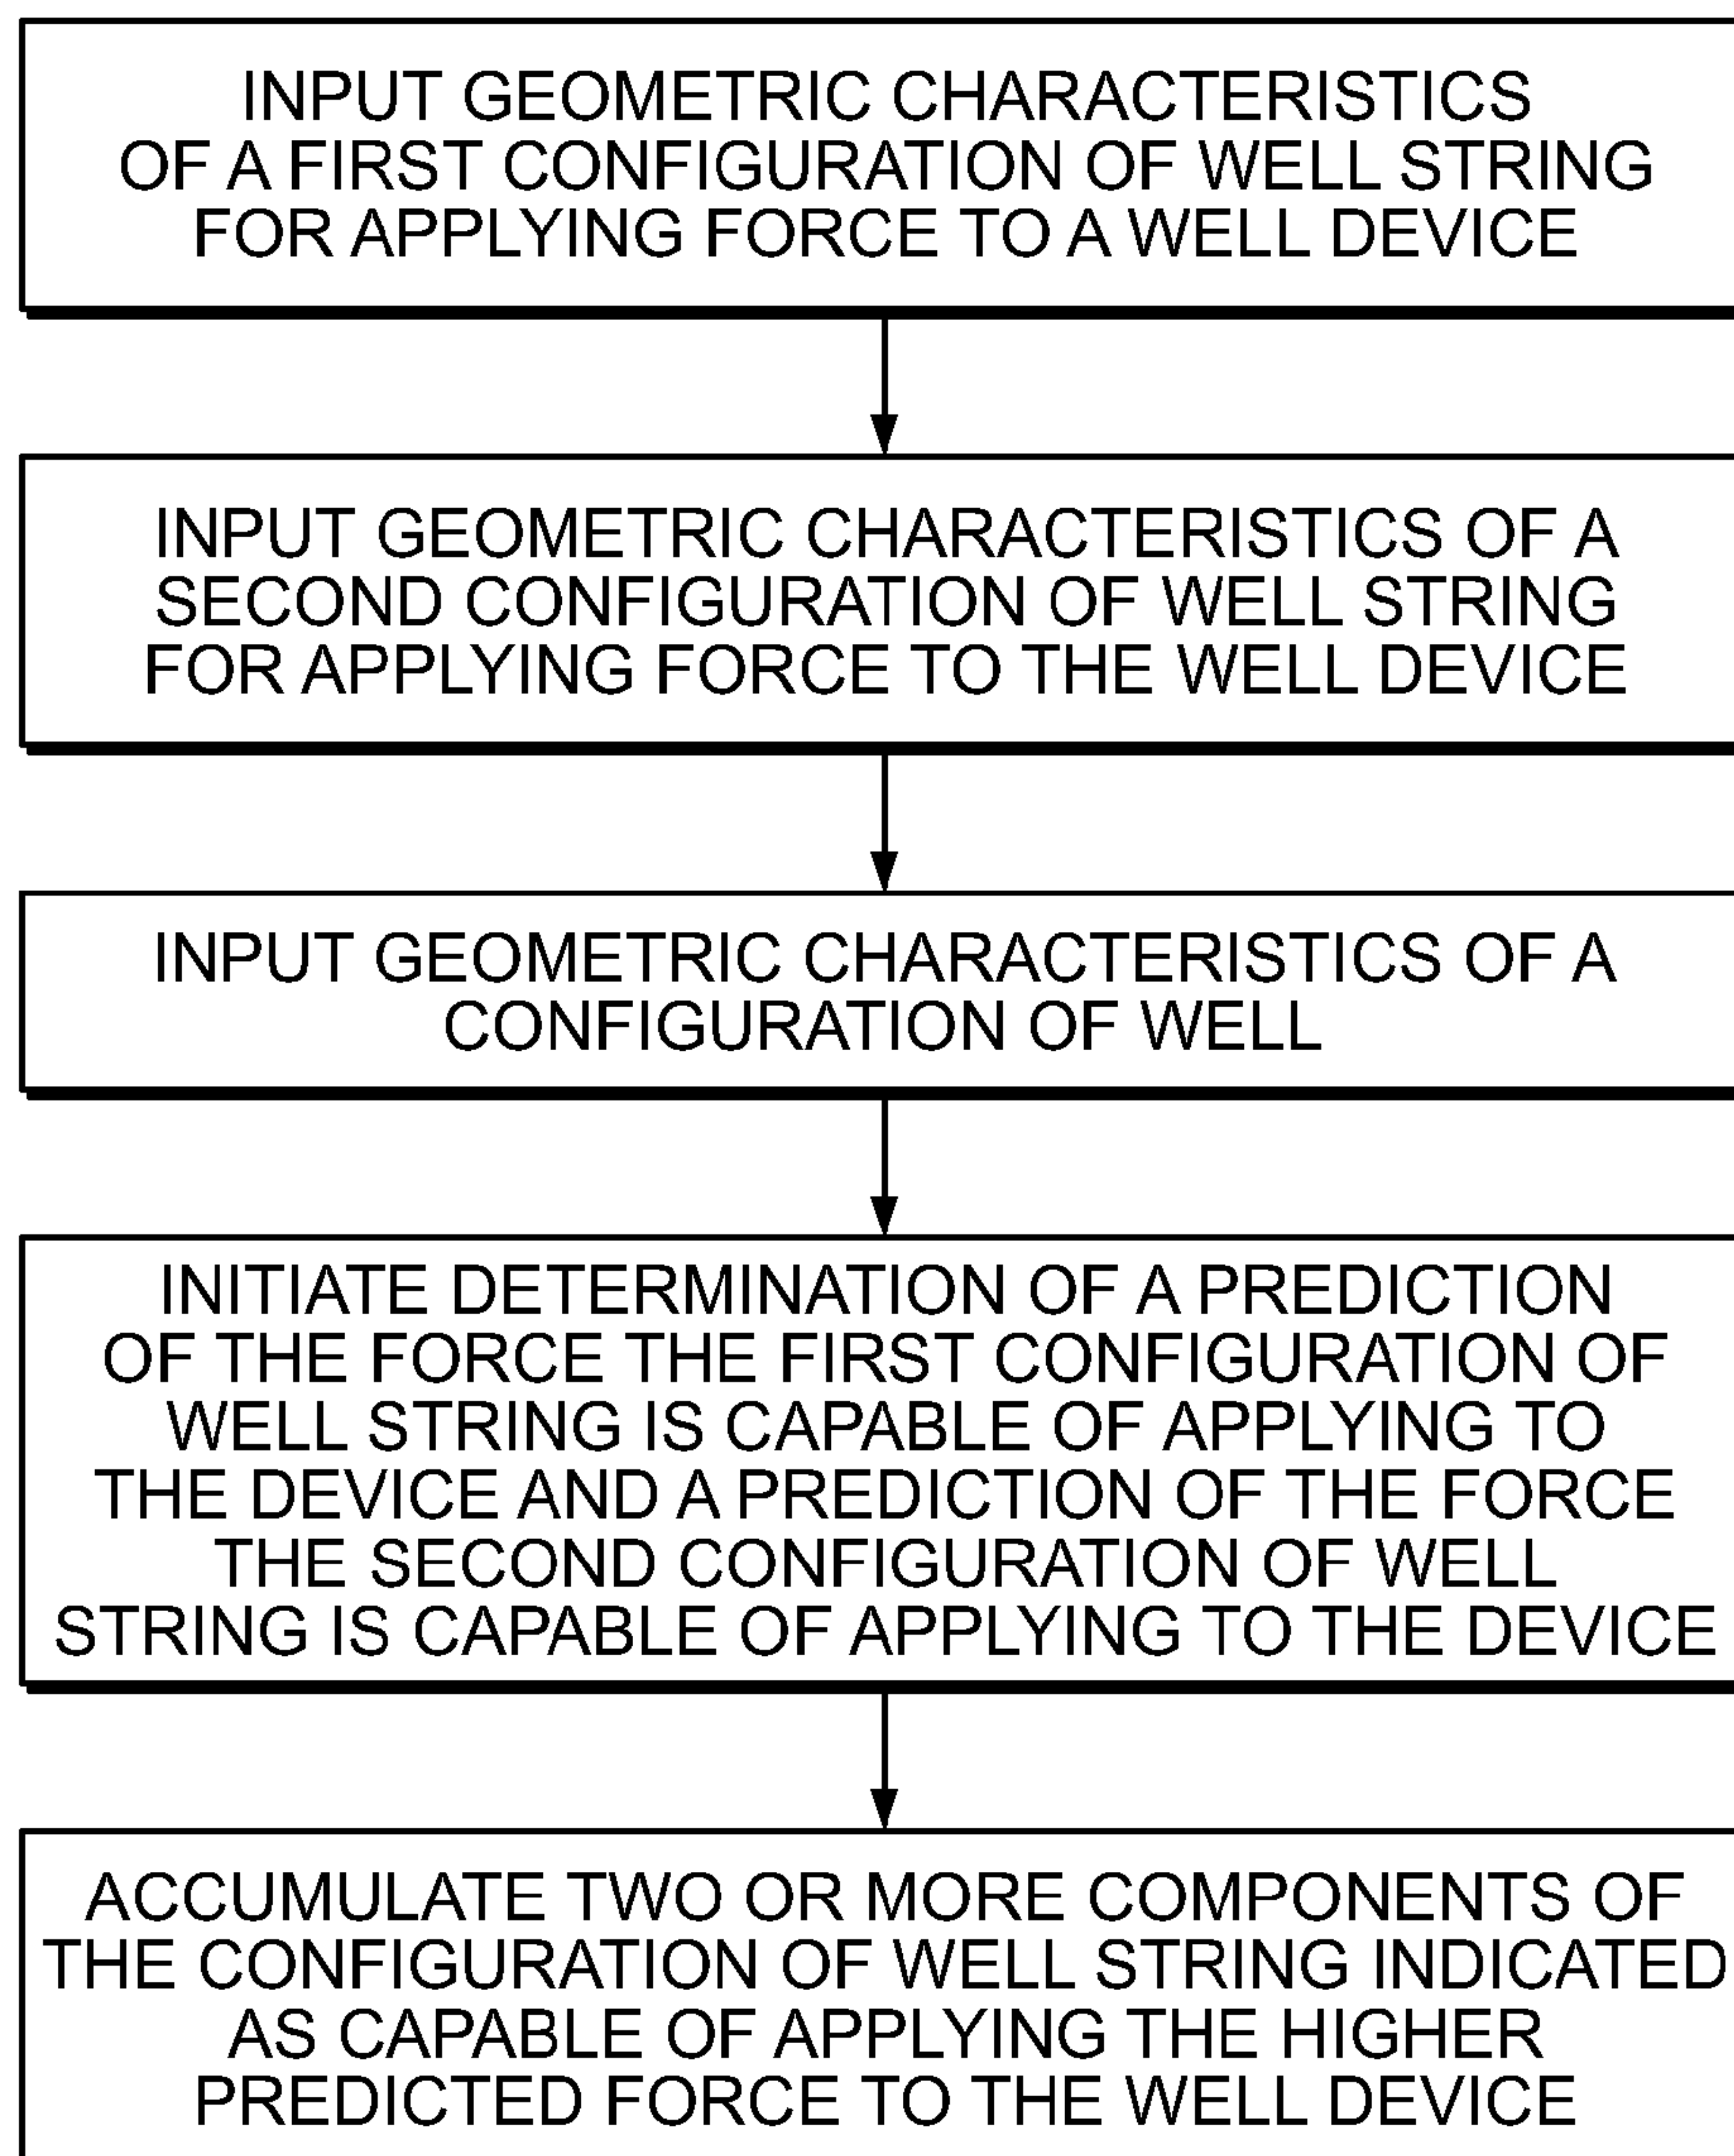 INPUT GEOMETRIC CHARACTERISTICS
OF A FIRST CONFIGURATION OF WELL STRING
FOR APPLYING FORCE TO A WELL DEVICE
INPUT GEOMETRIC CHARACTERISTICS OF A
SECOND CONFIGURATION OF WELL STRING
FOR APPLYING FORCE TO THE WELL DEVICE
INPUT GEOMETRIC CHARACTERISTICS OF A
CONFIGURATION OF WELL
INITIATE DETERMINATION OF A PREDICTION
OF THE FORCE THE FIRST CONFIGURATION OF
WELL STRING IS CAPABLE OF APPLYING TO
THE DEVICE AND A PREDICTION OF THE FORCE
THE SECOND CONFIGURATION OF WELL
STRING IS CAPABLE OF APPLYING TO THE DEVICE
ACCUMULATE TWO OR MORE COMPONENTS OF
THE CONFIGURATION OF WELL STRING INDICATED
AS CAPABLE OF APPLYING THE HIGHER
PREDICTED FORCE TO THE WELL DEVICE